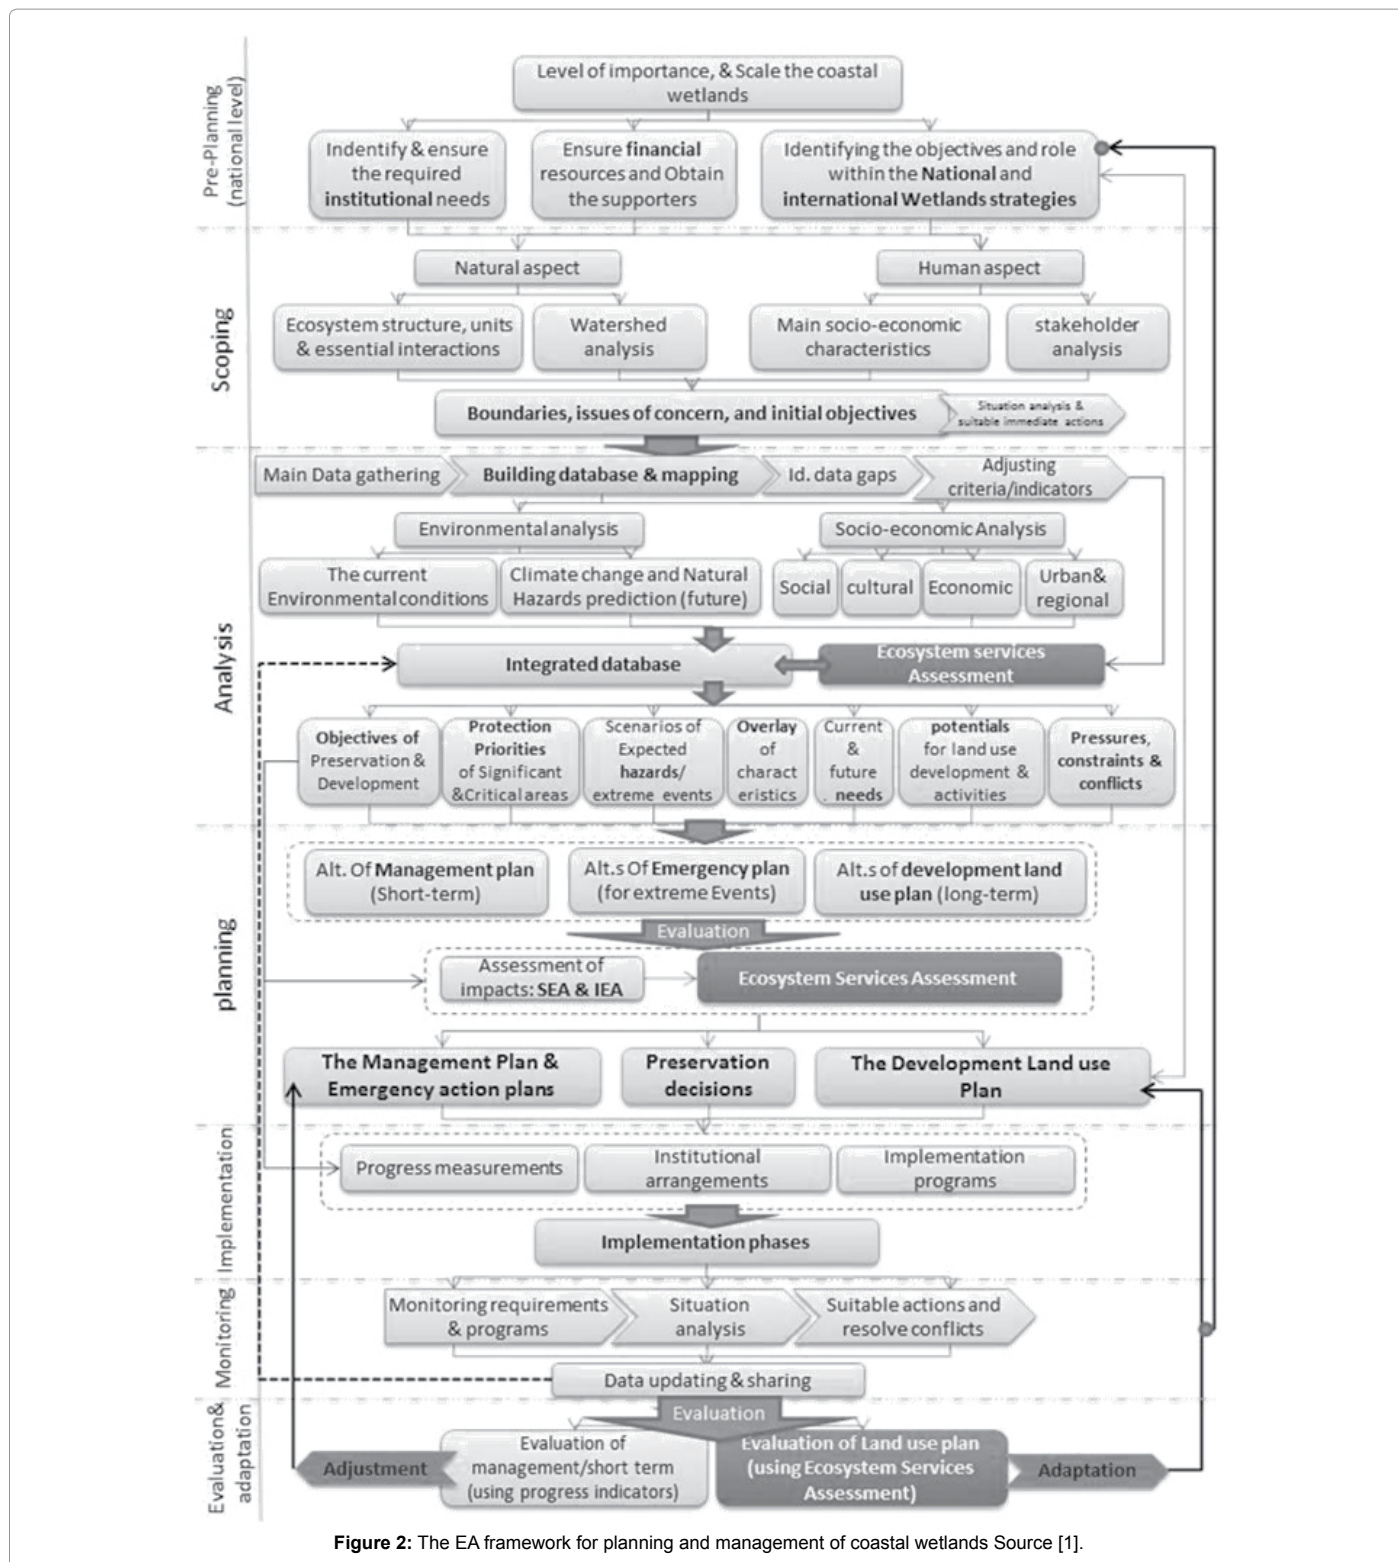 Pre-Planning
(national level)
Level of importance, & Scale the coastal
wetlands
Indentify & ensure
the required
institutional needs
Ensure financial
resources and Obtain
the supporters
Identifying the objectives and role
within the National and
international Wetlands strategies
Scoping
Natural aspect
Human aspect
Ecosystem structure, units
& essential interactions
Watershed
analysis
Main socio-economic
characteristics
stakeholder
analysis
Boundaries, issues of concern, and initial objectives
Situation analysis &
suitable immediate actions
Analysis
Main Data gathering
Building database & mapping
Id. data gaps
Adjusting
criteria/indicators
Environmental analysis
Socio-economic Analysis
The current
Environmental conditions
Climate change and Natural
Hazards prediction (future)
Social
cultural
Economic
Urban&
regional
Integrated database
Ecosystem services
Assessment
Objectives of
Preservation &
Development
Protection
Priorities
of Significant
&Critical areas
Scenarios of
Expected
hazards/
extreme events
Overlay
of
charact
eristics
Current
&
future
. needs
potentials
for land use
development &
activities
Pressures,
constraints &
conflicts
planning
Alt. Of Management plan
(Short-term)
Alt.s Of Emergency plan
(for extreme Events)
Alt.s of development land
use plan (long-term)
Evaluation
Assessment of
impacts: SEA & IEA
Ecosystem Services Assessment
The Management Plan &
Emergency action plans
Preservation
decisions
The Development Land use
Plan
Implementation
Progress measurements
Institutional
arrangements
Implementation
programs
Implementation phases
Monitoring
Monitoring requirements
& programs
Situation
analysis
Suitable actions and
resolve conflicts
Data updating & sharing
Evaluation&
adaptation
Evaluation
Adjustment
Evaluation of
management/short term
(using progress indicators)
Evaluation of Land use plan
(using Ecosystem Services
Assessment)
Adaptation
Figure 2: The EA framework for planning and management of coastal wetlands Source [1].